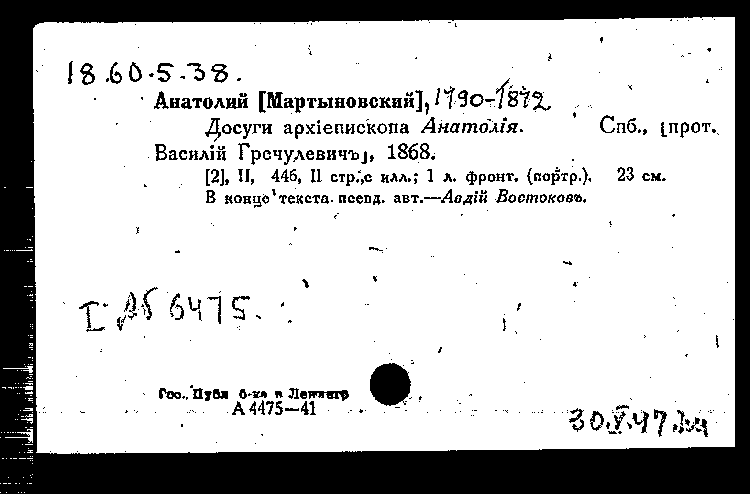 18.60.5.38.
Анатолий [Мартыновский], 1790-1872
Досуги архіепископа Анатолія. Спб., [прот.
Василій Гречулевичъ], 1868.
[2], II, 446, II стр., с илл.; 1 л. фронт. (портр.). 23 см.
В конце текста псевд. авт.—Авдій Востоковъ.
I Аб 6475.
Гос. Публ б-ка в Ленингр
А 4475—41
30.V.47